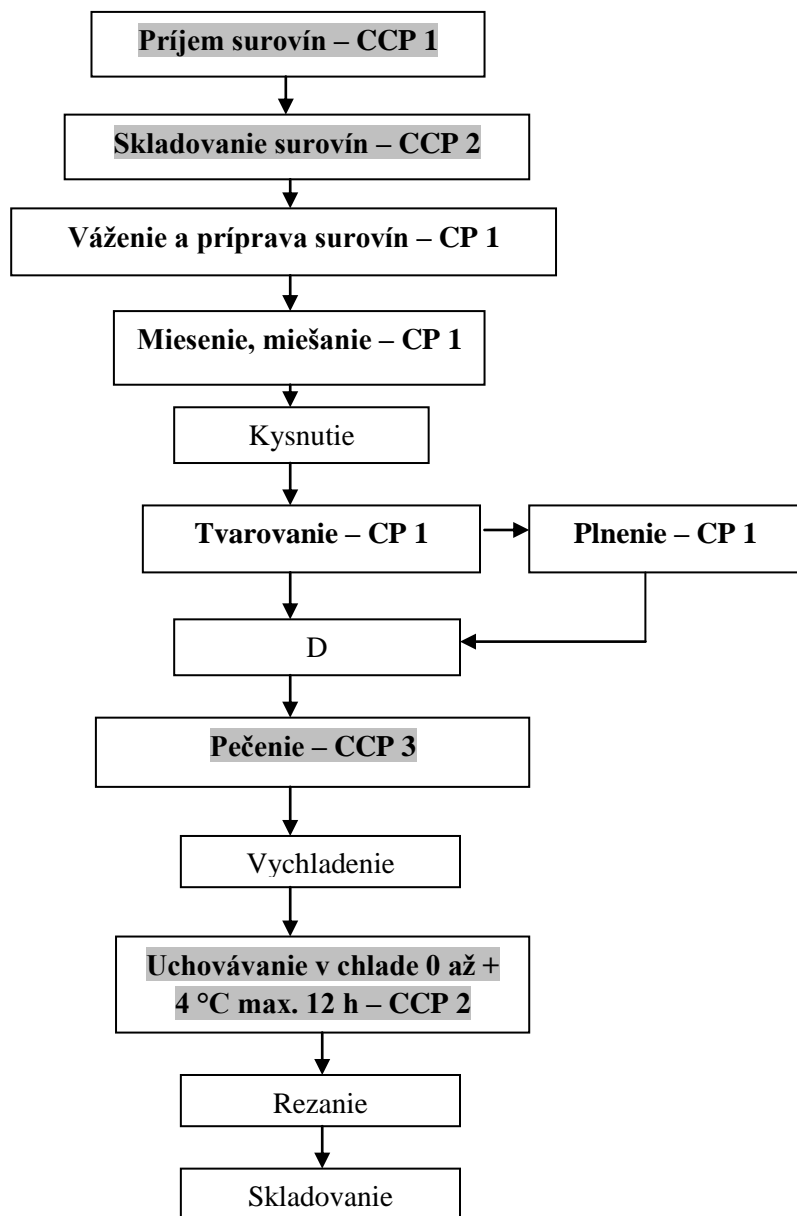 Príjem surovín – CCP 1
Skladovanie surovín – CCP 2
Váženie a príprava surovín – CP 1
Miesenie, miešanie – CP 1
Kysnutie
Tvarovanie – CP 1
Plnenie – CP 1
D
Pečenie – CCP 3
Vychladenie
Uchovávanie v chlade 0 až +
4 °C max. 12 h – CCP 2
Rezanie
Skladovanie